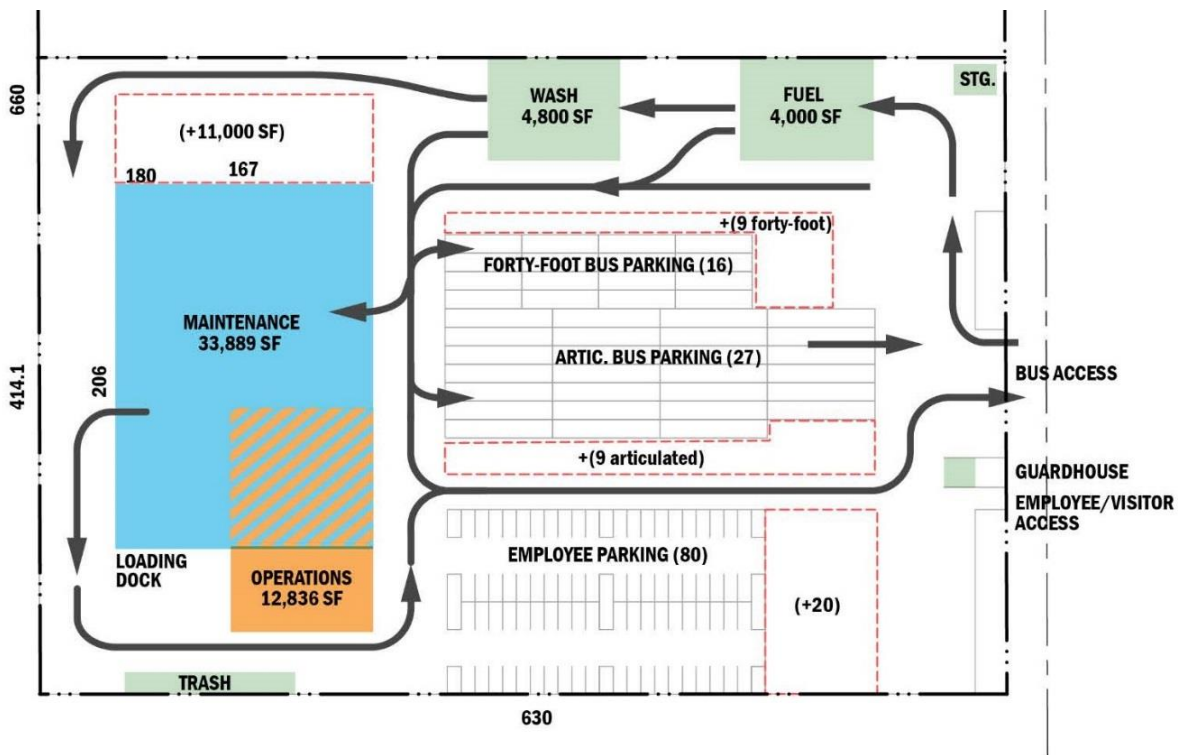 STG.
WASH
4,800 SF
FUEL
4,000 SF
660
(+11,000 SF)
180
167
+(9 forty-foot)
FORTY-FOOT BUS PARKING (16)
MAINTENANCE
33,889 SF
ARTIC. BUS PARKING (27)
BUS ACCESS
206
414.1
+(9 articulated)
GUARDHOUSE
EMPLOYEE/VISITOR
ACCESS
LOADING
DOCK
EMPLOYEE PARKING (80)
OPERATIONS
12,836 SF
(+20)
TRASH
630